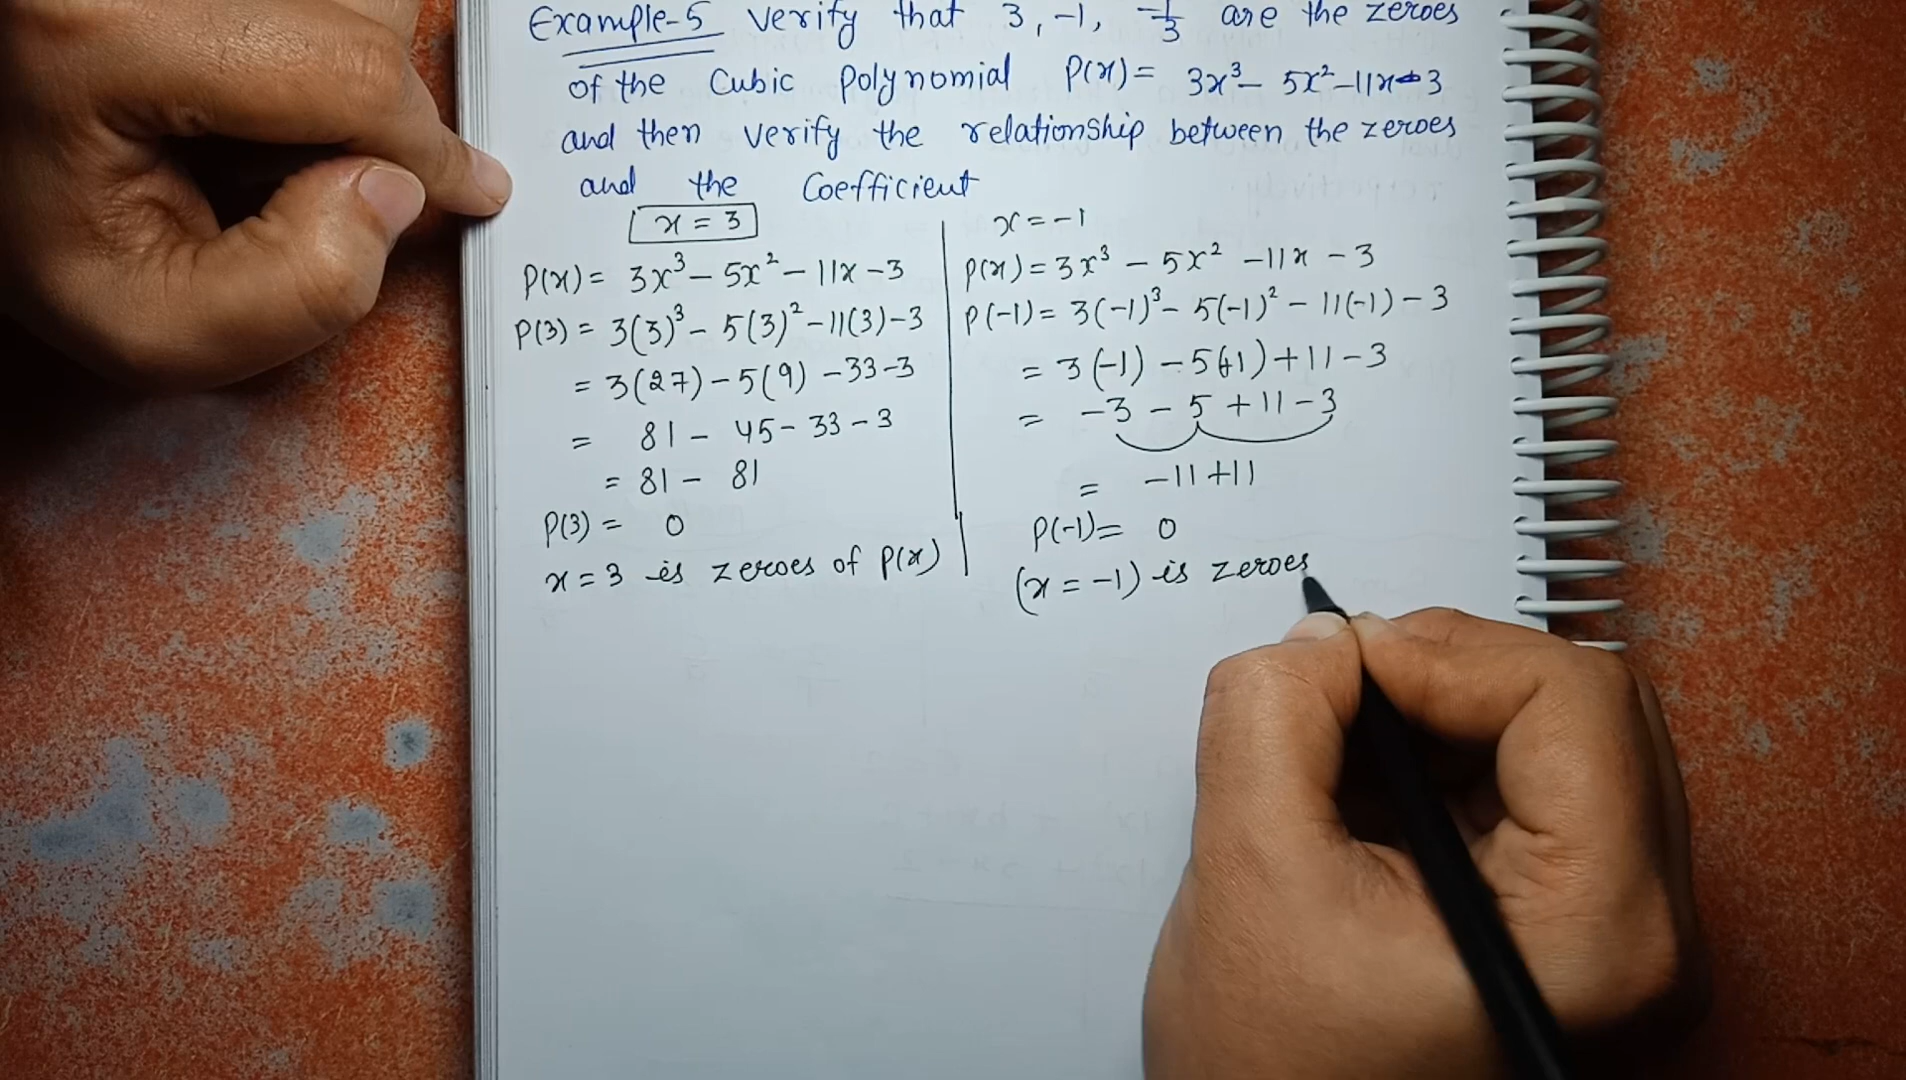 Example-5 Verify that 3, -1, -1/3 are the zeroes
of the Cubic Polynomial P(x) = 3x³ - 5x² - 11x - 3
and then verify the relationship between the zeroes
and the Coefficient
x = 3
P(x) = 3x³ - 5x² - 11x - 3
P(3) = 3(3)³ - 5(3)² - 11(3) - 3
= 3(27) - 5(9) - 33 - 3
= 81 - 45 - 33 - 3
= 81 - 81
P(3) = 0
x = 3 is zeroes of P(x)
x = -1
P(x) = 3x³ - 5x² - 11x - 3
P(-1) = 3(-1)³ - 5(-1)² - 11(-1) - 3
= 3(-1) - 5(+1) + 11 - 3
= -3 - 5 + 11 - 3
= -11 + 11
P(-1) = 0
(x = -1) is zeroes